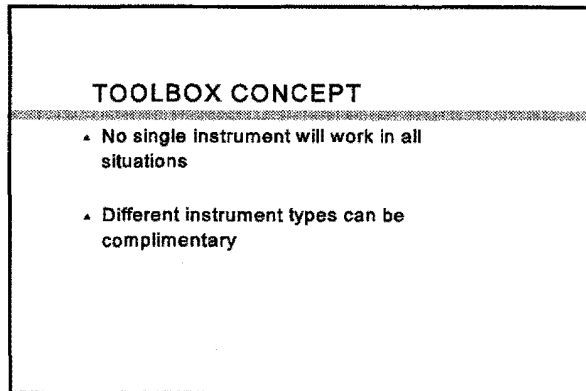 TOOLBOX CONCEPT
▴ No single instrument will work in all
situations
▴ Different instrument types can be
complimentary